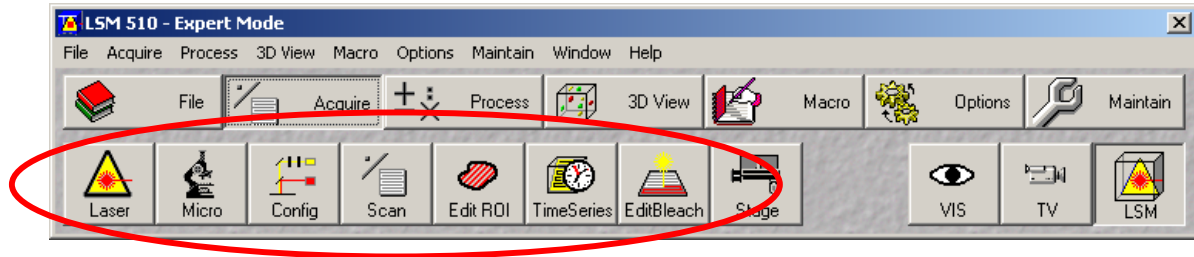 LSM 510 - Expert Mode
File Acquire Process 3D View Macro Options Maintain Window Help
File Acquire Process 3D View Macro Options Maintain
Laser Micro Config Scan Edit ROI TimeSeries EditBleach Stage VIS TV LSM